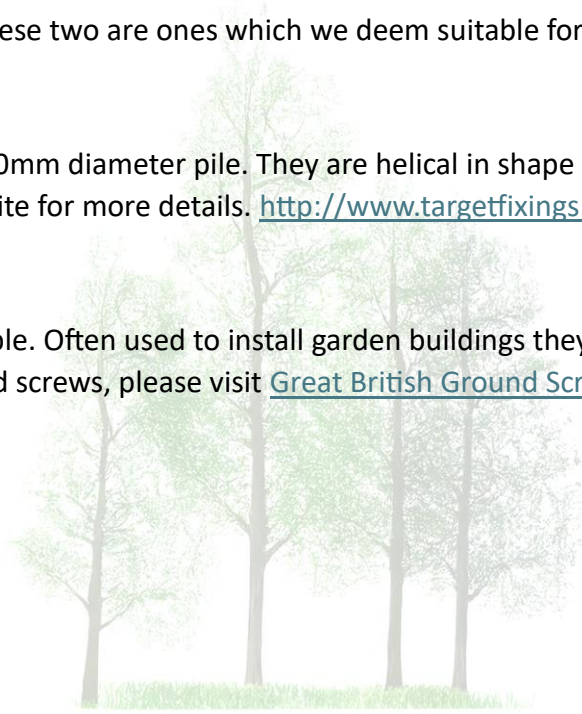 ese two are ones which we deem suitable for
0mm diameter pile. They are helical in shape
ite for more details. http://www.targetfixings
ple. Often used to install garden buildings they
d screws, please visit Great British Ground Scr